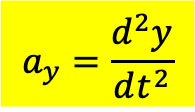 a_y = d²y/dt²